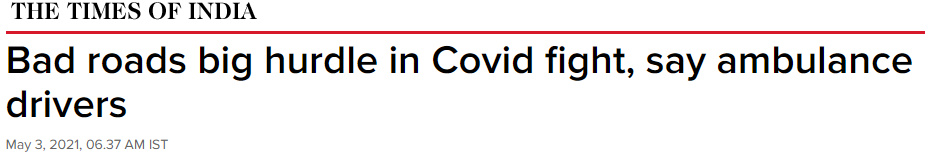 THE TIMES OF INDIA
Bad roads big hurdle in Covid fight, say ambulance
drivers
May 3, 2021, 06.37 AM IST